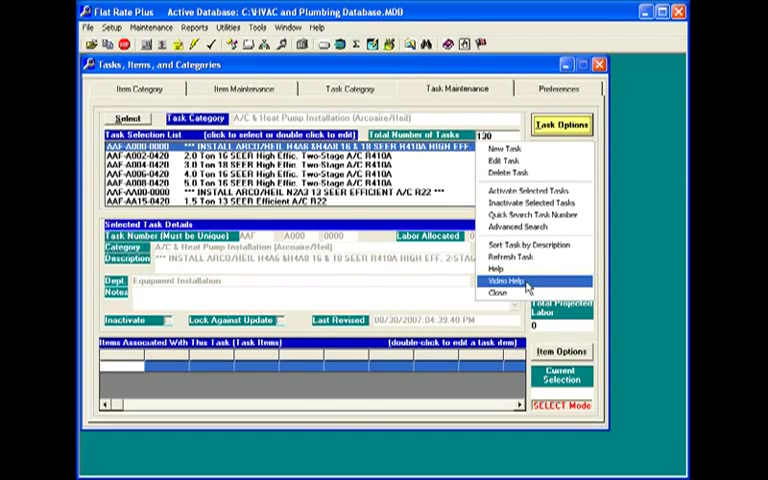 Flat Rate Plus Active Database: C:\HVAC and Plumbing Database.MDB
File Setup Maintenance Reports Utilities Tools Window Help
Tasks, Items, and Categories
Item Category Item Maintenance Task Category Task Maintenance Preferences
Select Task Category A/C & Heat Pump Installation (Arcoaire/Heil) Task Options
Task Selection List (click to select or double click to edit) Total Number of Tasks 130
AAF-A000-0000 *** INSTALL ARCO/HEIL H4A6 &H4A8 16 & 18 SEER R410A HIGH EFF.
AAF-A002-0420 2.0 Ton 16 SEER High Effic. Two-Stage A/C R410A
AAF-A004-0420 3.0 Ton 18 SEER High Effic. Two-Stage A/C R410A
AAF-A006-0420 4.0 Ton 16 SEER High Effic. Two-Stage A/C R410A
AAF-A008-0420 5.0 Ton 16 SEER High Effic. Two-Stage A/C R410A
AAF-AA00-0000 *** INSTALL ARCO/HEIL N2A3 13 SEER EFFICIENT A/C R22 ***
AAF-AA15-0420 1.5 Ton 13 SEER Efficient A/C R22
New Task
Edit Task
Delete Task
Activate Selected Tasks
Inactivate Selected Tasks
Quick Search Task Number
Advanced Search
Sort Task by Description
Refresh Task
Help
Video Help
Close
Selected Task Details
Task Number (Must be Unique) AAF A000 0000 Labor Allocated
Category A/C & Heat Pump Installation (Arcoaire/Heil)
Description *** INSTALL ARCO/HEIL H4A6 &H4A8 16 & 18 SEER R410A HIGH EFF. 2-STAG
Dept. Equipment Installation
Notes
Total Projected Labor
0
Inactivate Lock Against Update Last Revised 08/30/2007:04:39:40 PM
Items Associated With This Task (Task Items) (double-click to edit a task item)
Item Options
Current Selection
SELECT Mode